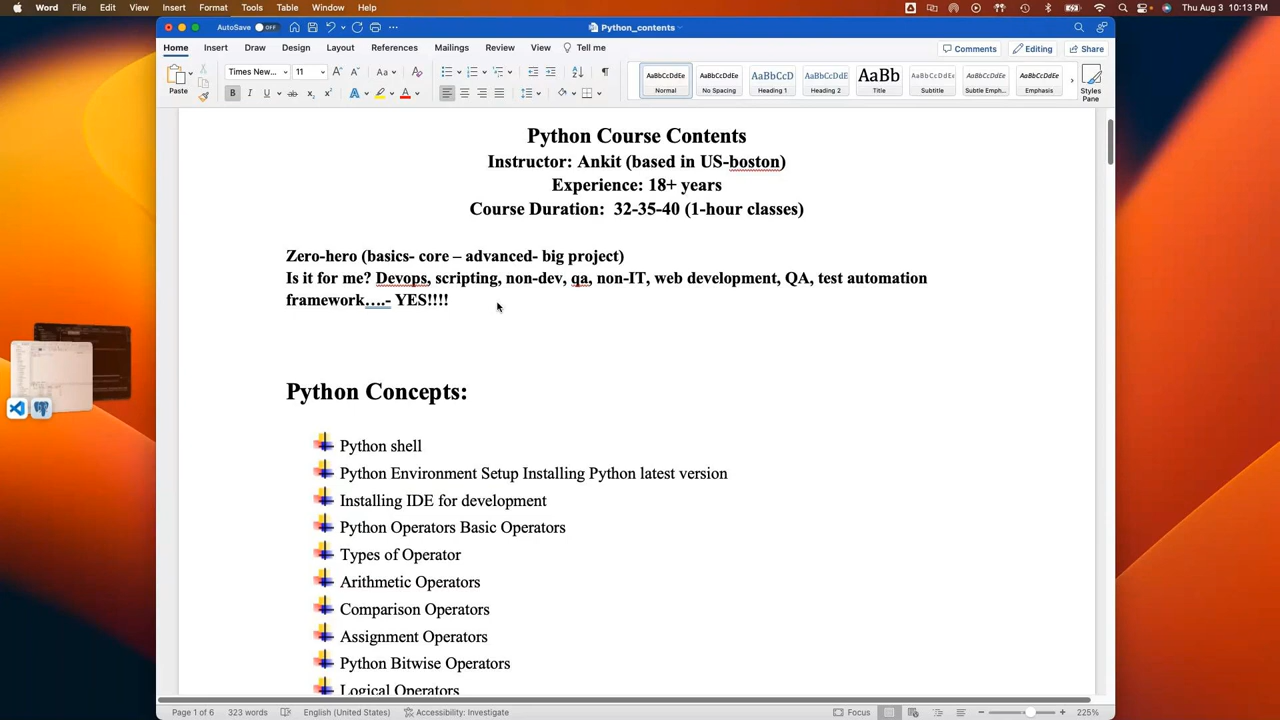 Word File Edit View Insert Format Tools Table Window Help Thu Aug 3 10:13 PM
AutoSave OFF Python_contents
Home Insert Draw Design Layout References Mailings Review View Tell me Comments Editing Share
Paste Times New... 11 Aa AaBbCcDdEe Normal AaBbCcDdEe No Spacing AaBbCcD Heading 1 AaBbCcDdE Heading 2 AaBb Title AaBbCcDdEe Subtitle AaBbCcDdEe Subtle Emph... AaBbCcDdEe Emphasis Styles Pane
Python Course Contents
Instructor: Ankit (based in US-boston)
Experience: 18+ years
Course Duration: 32-35-40 (1-hour classes)
Zero-hero (basics- core – advanced- big project)
Is it for me? Devops, scripting, non-dev, qa, non-IT, web development, QA, test automation
framework….- YES!!!!
Python Concepts:
Python shell
Python Environment Setup Installing Python latest version
Installing IDE for development
Python Operators Basic Operators
Types of Operator
Arithmetic Operators
Comparison Operators
Assignment Operators
Python Bitwise Operators
Logical Operators
Page 1 of 6 323 words English (United States) Accessibility: Investigate Focus 225%